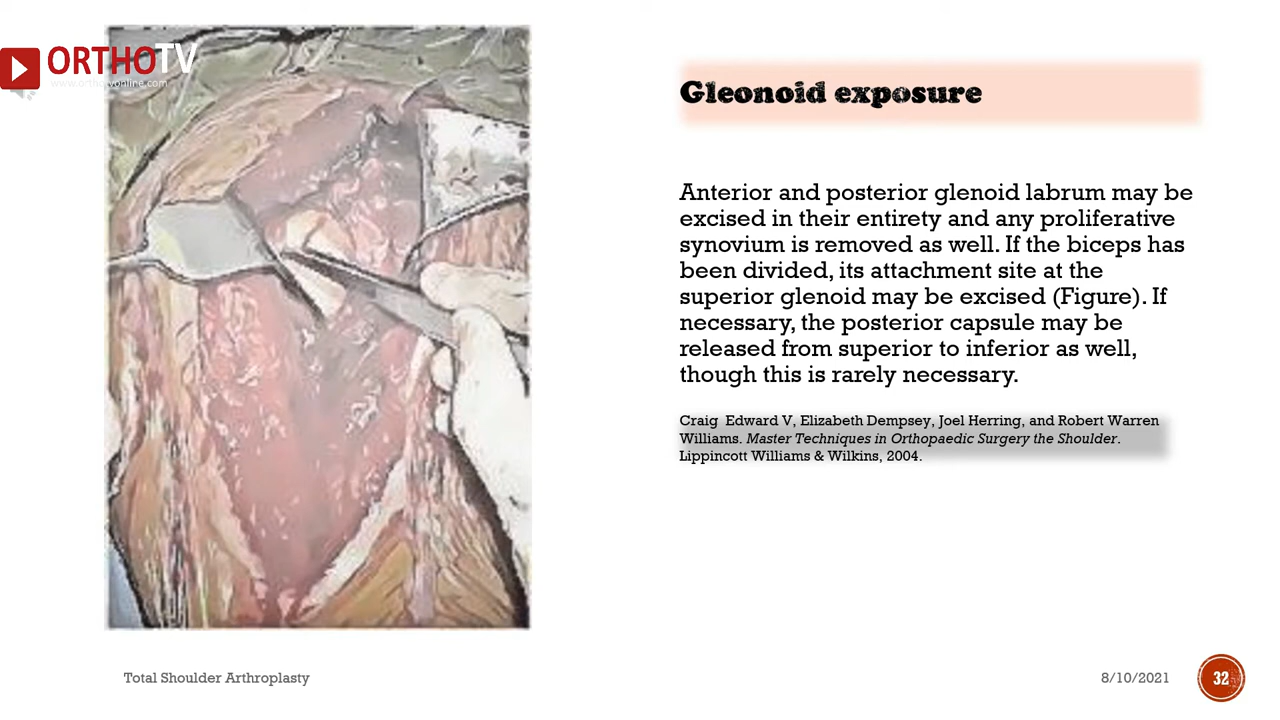 ORTHOTV
www.orthotvonline.com
Gleonoid exposure
Anterior and posterior glenoid labrum may be
excised in their entirety and any proliferative
synovium is removed as well. If the biceps has
been divided, its attachment site at the
superior glenoid may be excised (Figure). If
necessary, the posterior capsule may be
released from superior to inferior as well,
though this is rarely necessary.
Craig Edward V, Elizabeth Dempsey, Joel Herring, and Robert Warren
Williams. Master Techniques in Orthopaedic Surgery the Shoulder.
Lippincott Williams & Wilkins, 2004.
Total Shoulder Arthroplasty
8/10/2021
32